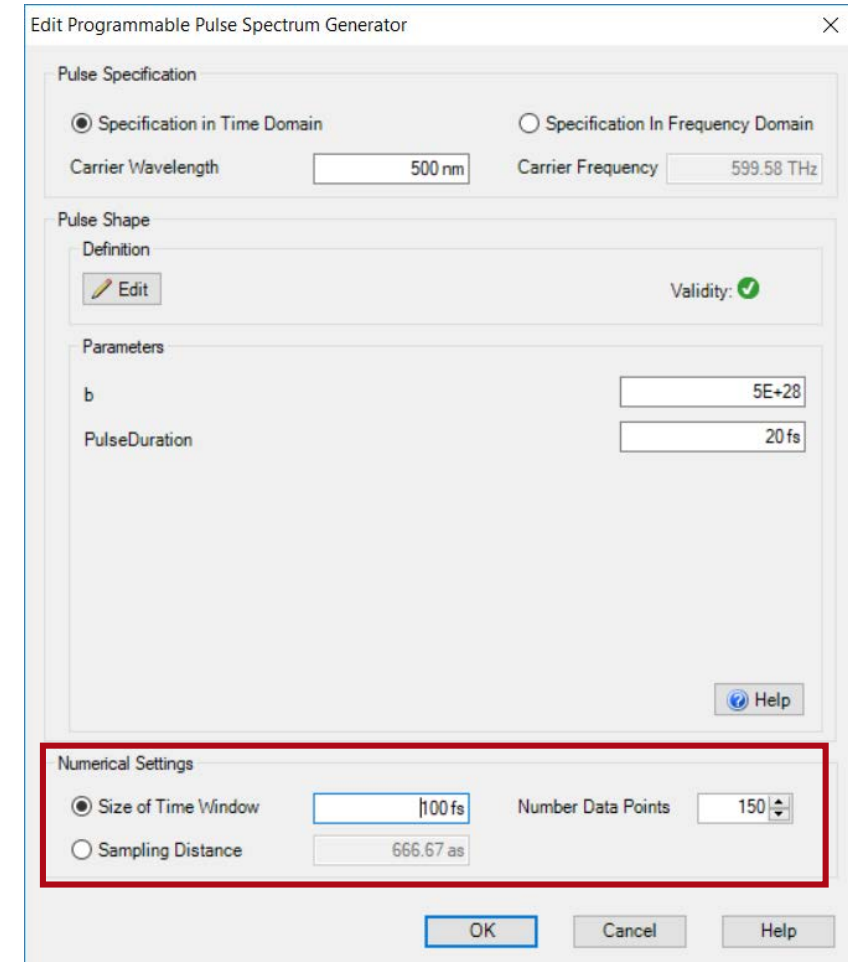 Edit Programmable Pulse Spectrum Generator
Pulse Specification
Specification in Time Domain Specification In Frequency Domain
Carrier Wavelength 500 nm Carrier Frequency 599.58 THz
Pulse Shape
Definition
Edit Validity:
Parameters
b 5E+28
PulseDuration 20 fs
Help
Numerical Settings
Size of Time Window 100 fs Number Data Points 150
Sampling Distance 666.67 as
OK Cancel Help